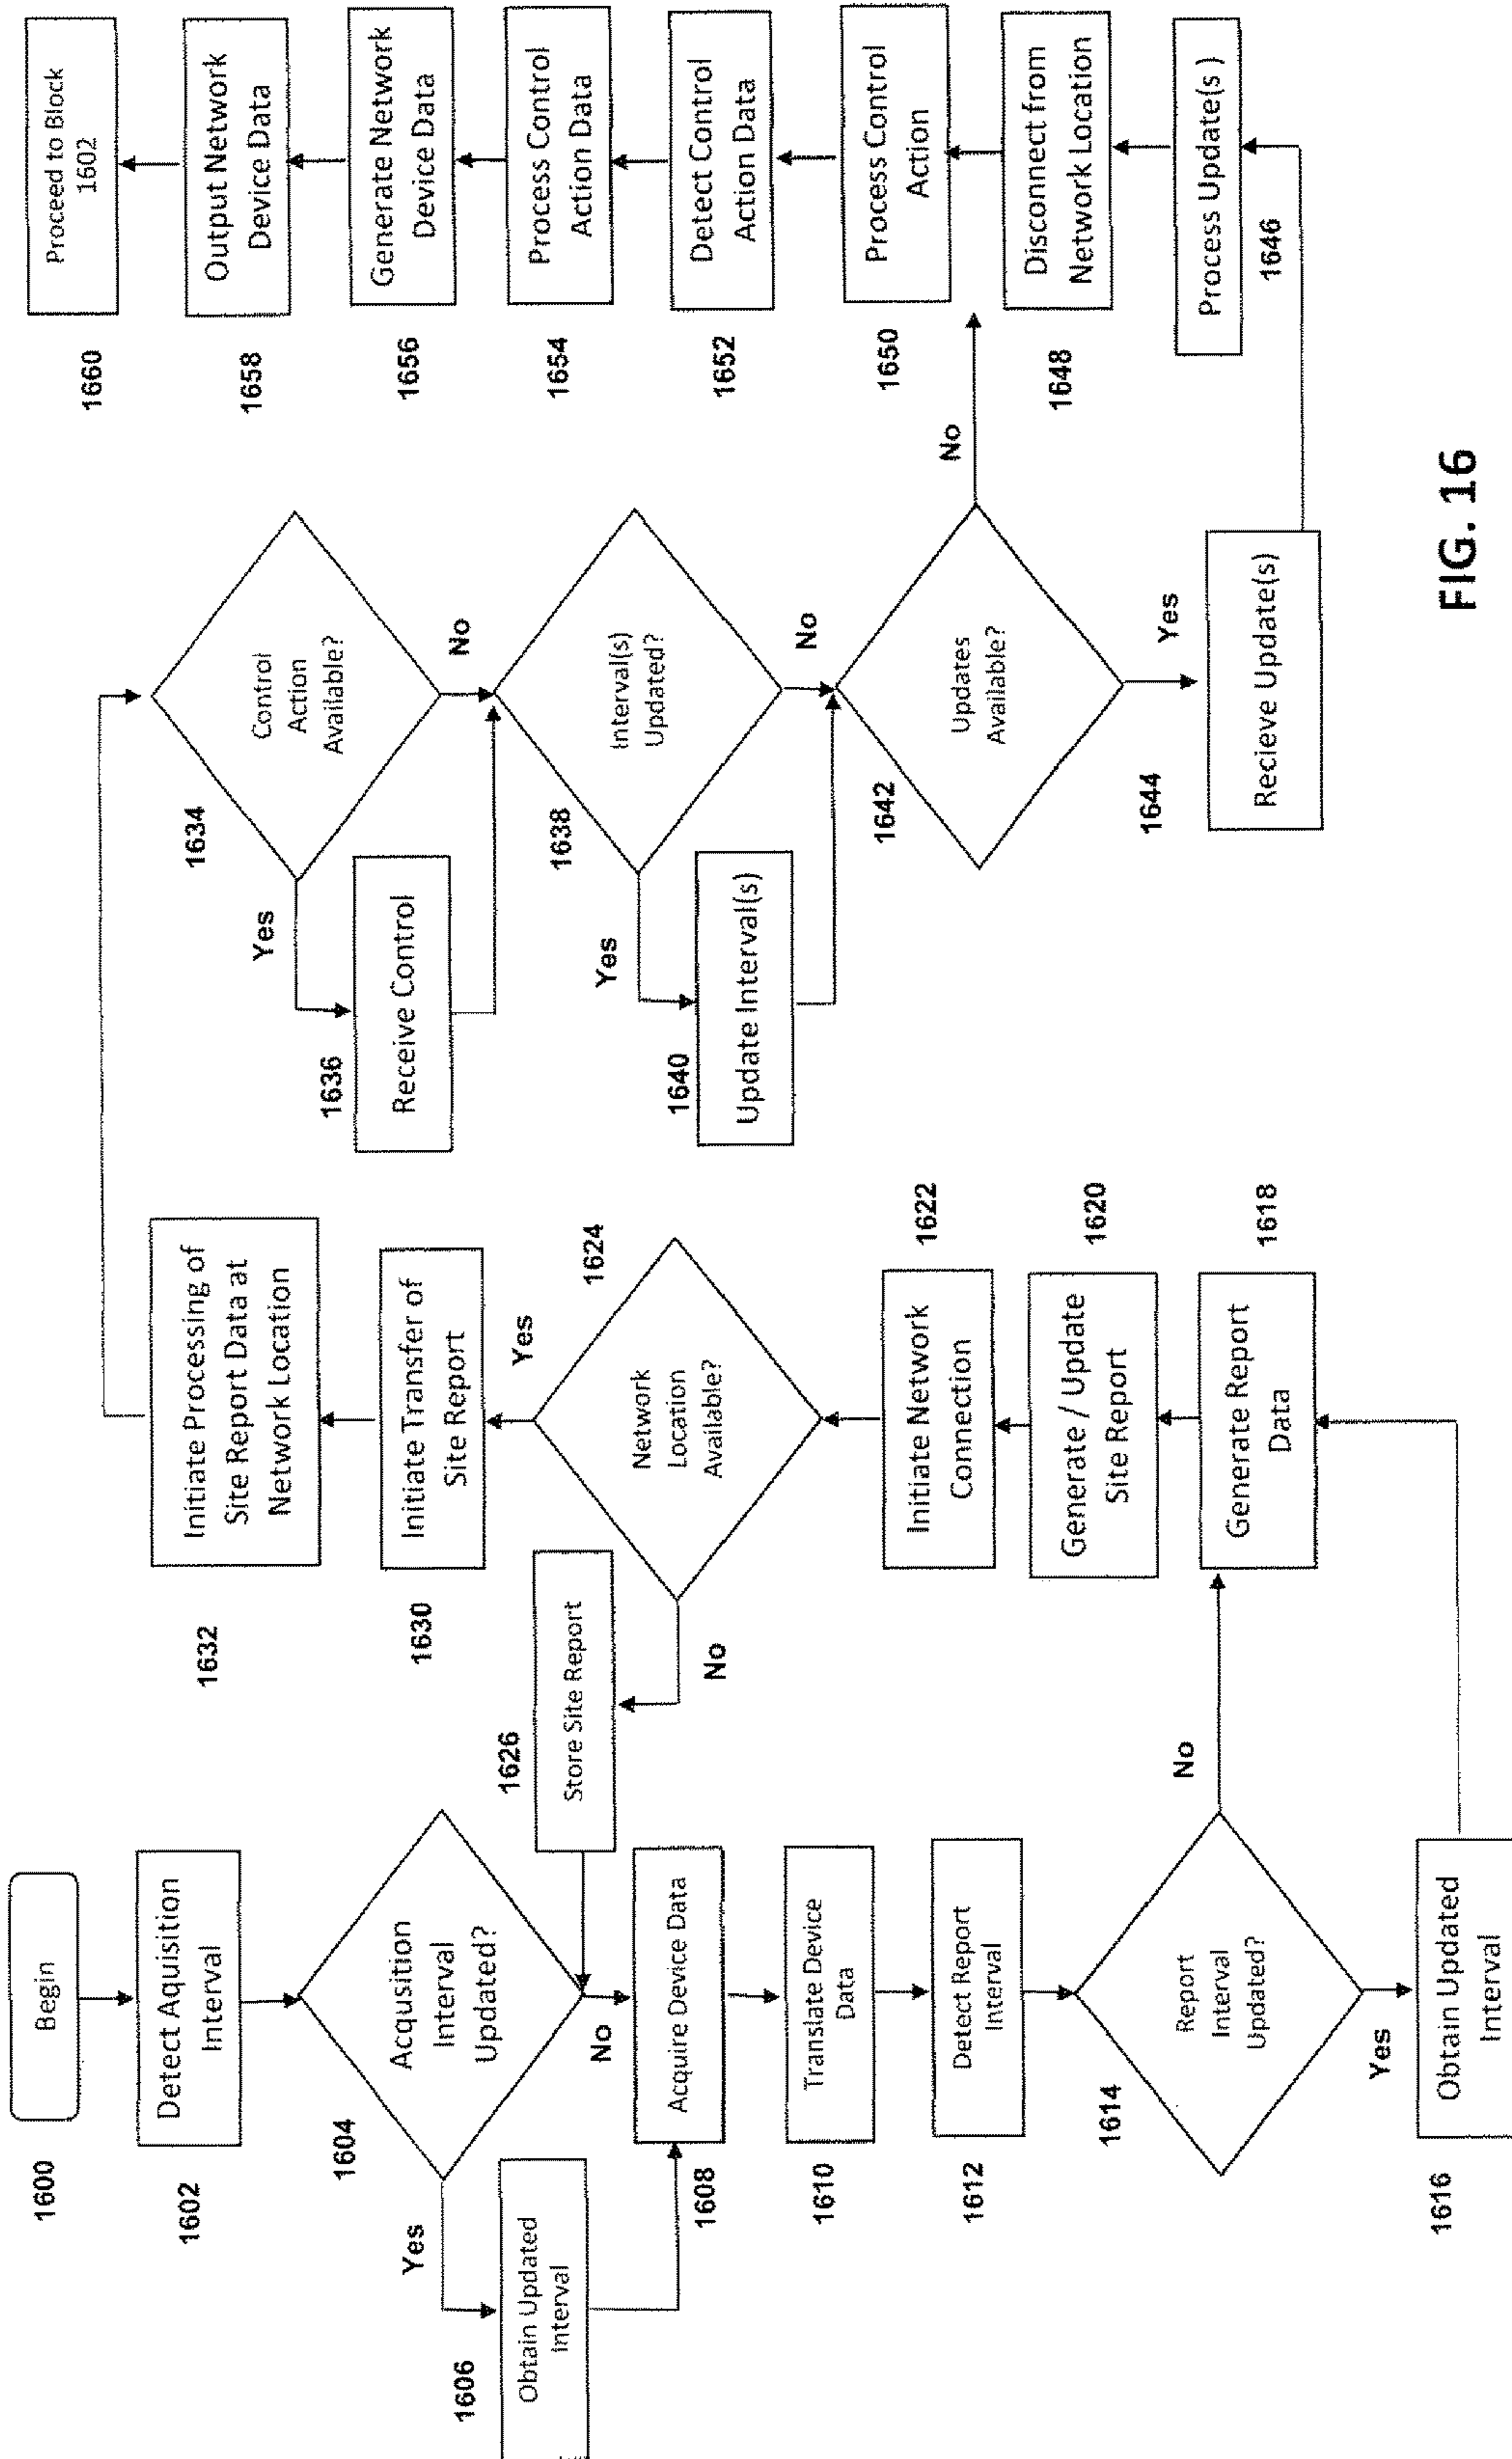 1600
Begin
1602
Detect Aquisition
Interval
1604
Acqusition
Interval
Updated?
Yes
No
1606
Obtain Updated
Interval
1608
Acquire Device Data
1610
Translate Device
Data
1612
Detect Report
Interval
1614
Report
Interval
Updated?
No
Yes
1616
Obtain Updated
Interval
1618
Generate Report
Data
1620
Generate / Update
Site Report
1622
Initiate Network
Connection
1624
Network
Location
Available?
No
Yes
1626
Store Site Report
1630
Initiate Transfer of
Site Report
1632
Initiate Processing of
Site Report Data at
Network Location
1634
Control
Action
Available?
Yes
No
1636
Receive Control
1638
Interval(s)
Updated?
Yes
No
1640
Update Interval(s)
1642
Updates
Available?
No
Yes
1644
Recieve Update(s)
1646
Process Update(s )
1648
Disconnect from
Network Location
1650
Process Control
Action
1652
Detect Control
Action Data
1654
Process Control
Action Data
1656
Generate Network
Device Data
1658
Output Network
Device Data
1660
Proceed to Block
1602
FIG. 16